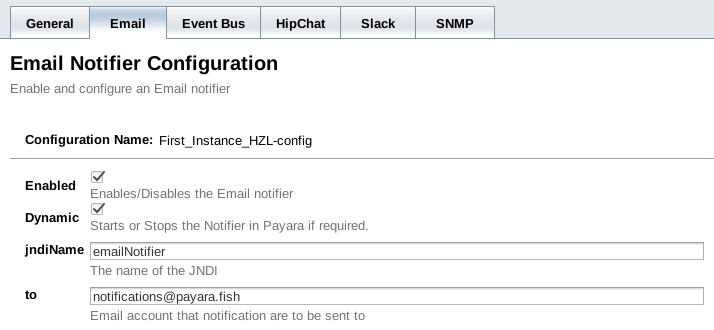 General Email Event Bus HipChat Slack SNMP
Email Notifier Configuration
Enable and configure an Email notifier
Configuration Name: First_Instance_HZL-config
Enabled
Enables/Disables the Email notifier
Dynamic
Starts or Stops the Notifier in Payara if required.
jndiName emailNotifier
The name of the JNDI
to notifications@payara.fish
Email account that notification are to be sent to